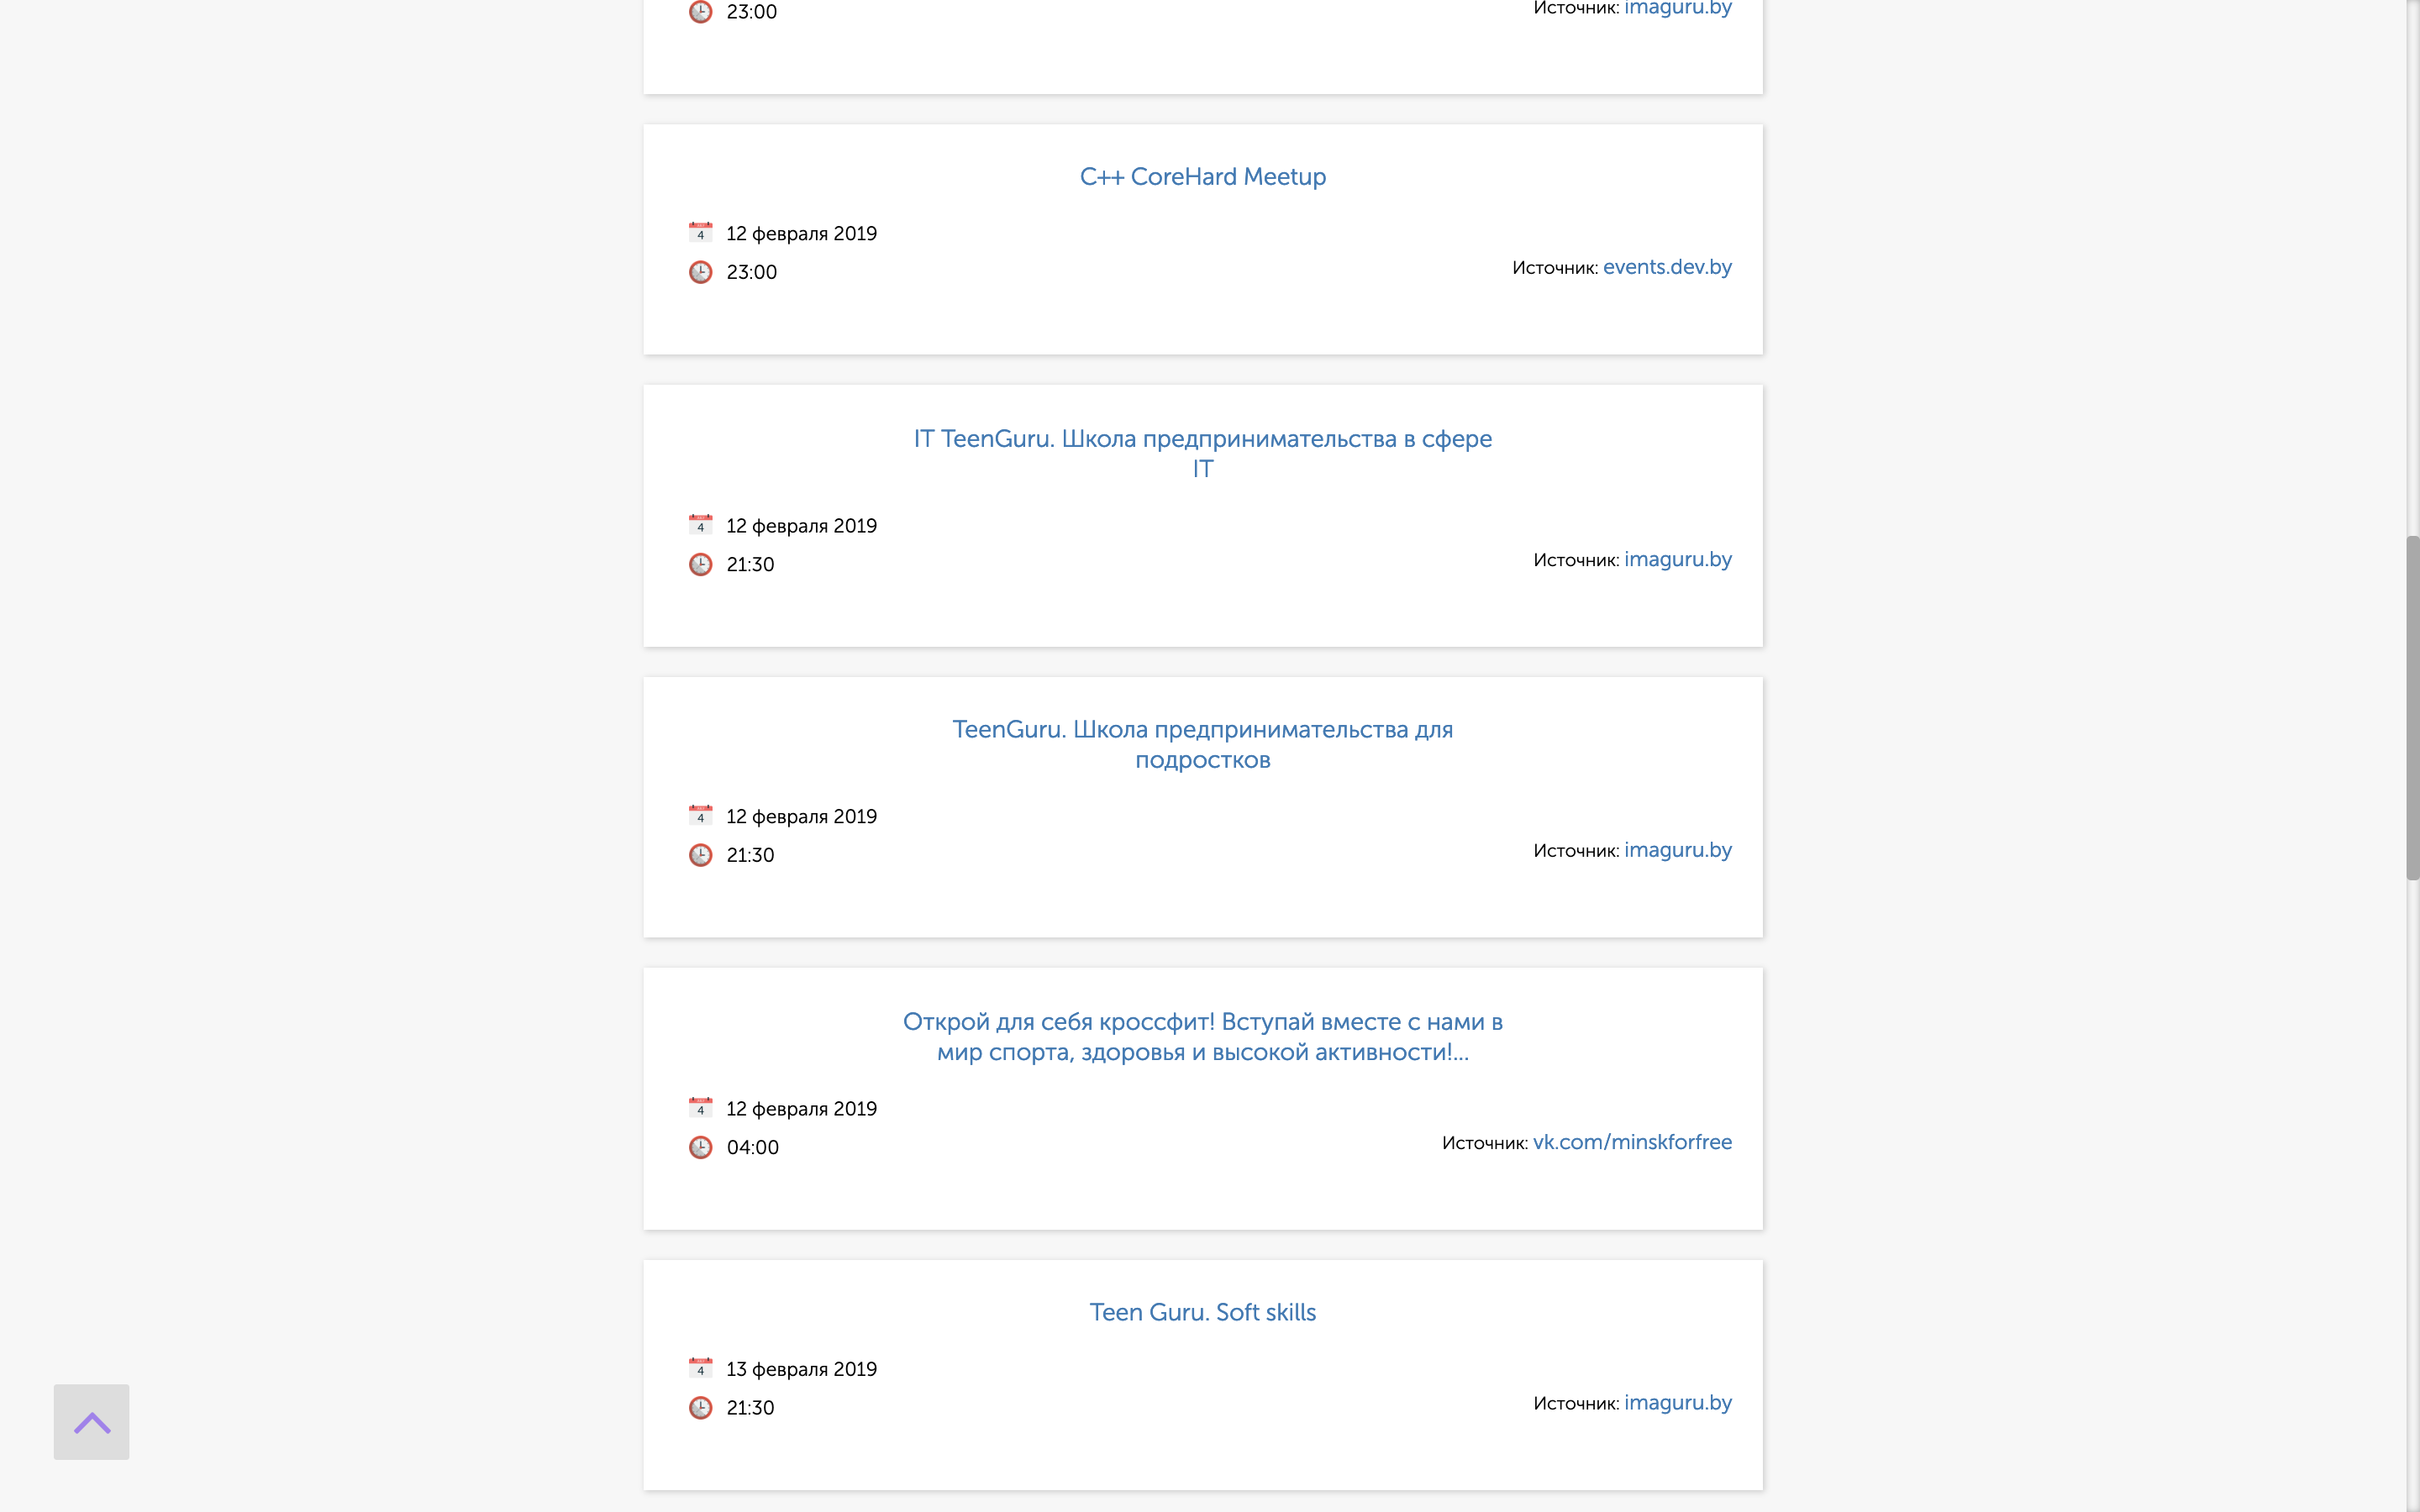 23:00
Источник: imaguru.by
C++ CoreHard Meetup
4
12 февраля 2019
23:00
Источник: events.dev.by
IT TeenGuru. Школа предпринимательства в сфере
IT
4
12 февраля 2019
21:30
Источник: imaguru.by
TeenGuru. Школа предпринимательства для
подростков
4
12 февраля 2019
21:30
Источник: imaguru.by
Открой для себя кроссфит! Вступай вместе с нами в
мир спорта, здоровья и высокой активности!...
4
12 февраля 2019
04:00
Источник: vk.com/minskforfree
Teen Guru. Soft skills
4
13 февраля 2019
21:30
Источник: imaguru.by